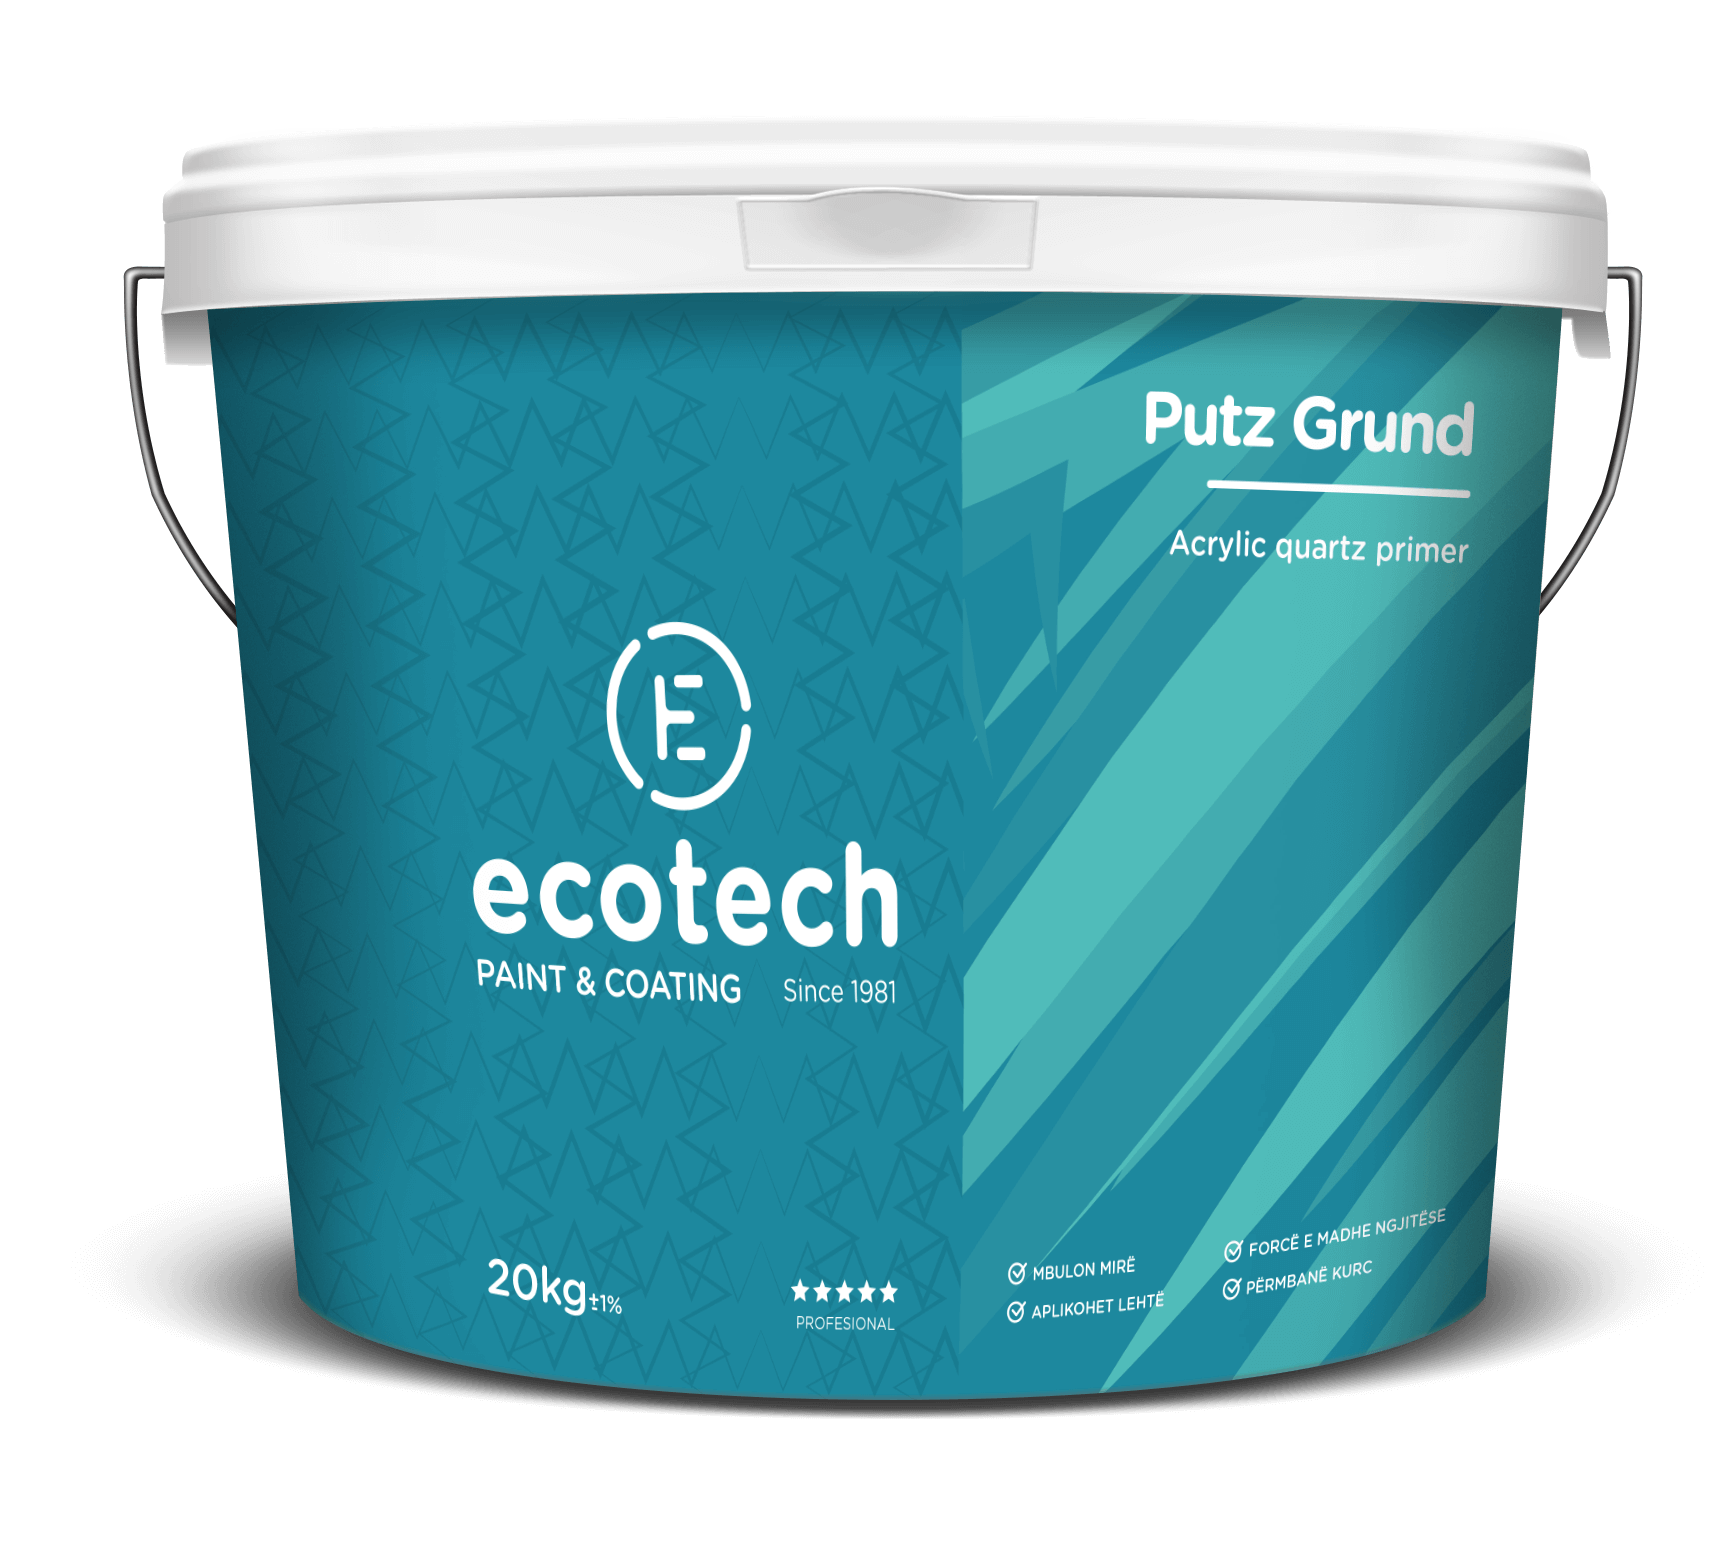 Putz Grund
Acrylic quartz primer
E
ecotech
PAINT & COATING Since 1981
20kg±1%
PROFESIONAL
MBULON MIRË
APLIKOHET LEHTË
FORCË E MADHE NGJITËSE
PËRMBANË KURC